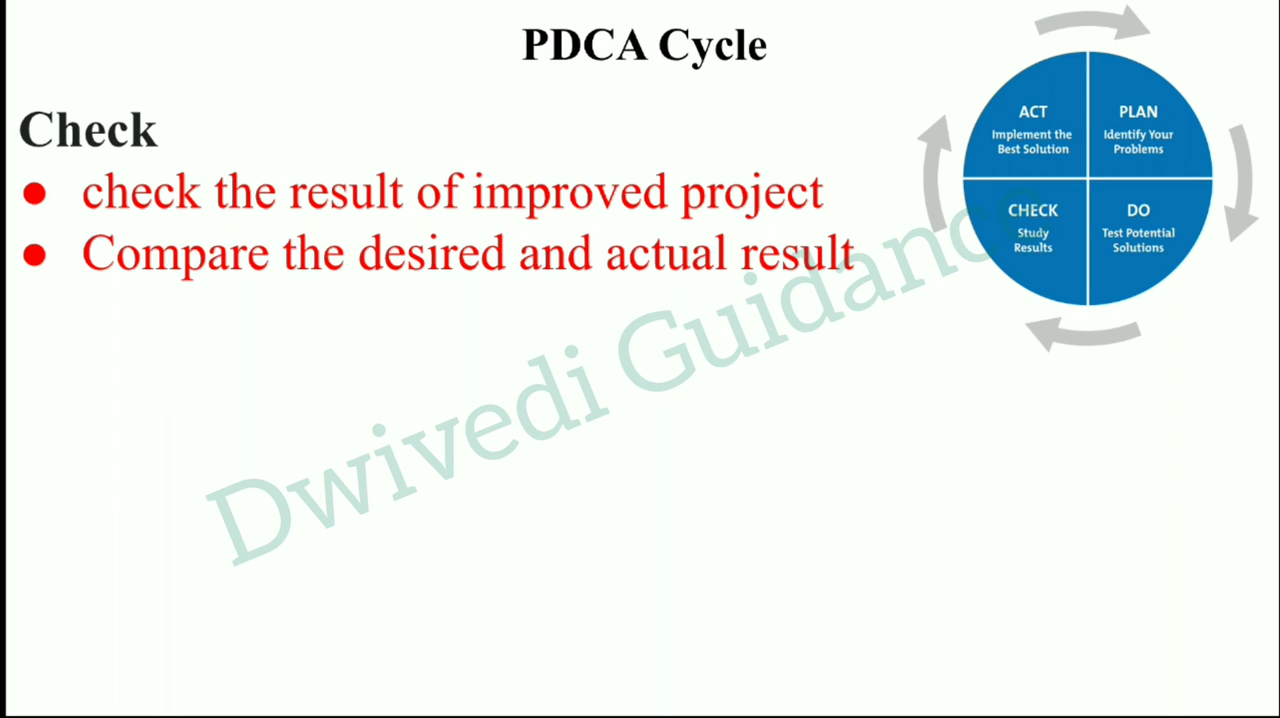 PDCA Cycle
Check
● check the result of improved project
● Compare the desired and actual result
ACT
Implement the
Best Solution
PLAN
Identify Your
Problems
CHECK
Study
Results
DO
Test Potential
Solutions
Dwivedi Guidance